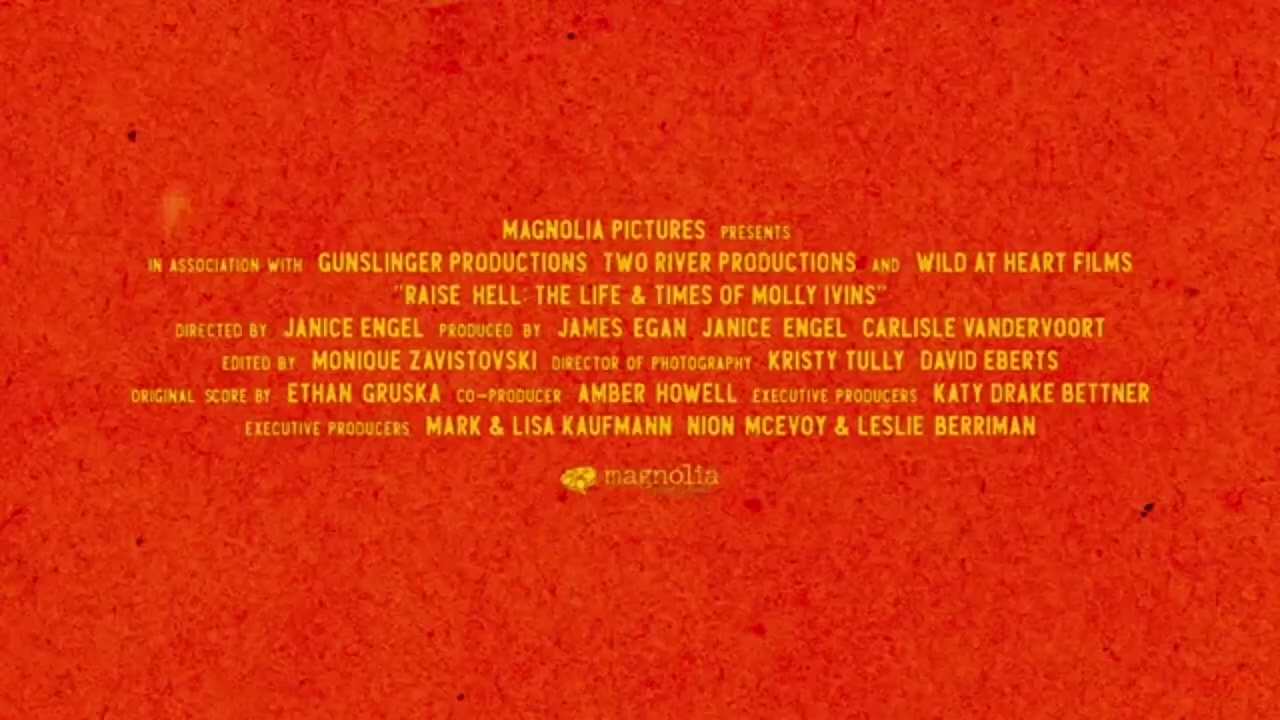 MAGNOLIA PICTURES PRESENTS
IN ASSOCIATION WITH GUNSLINGER PRODUCTIONS TWO RIVER PRODUCTIONS AND WILD AT HEART FILMS
"RAISE HELL: THE LIFE & TIMES OF MOLLY IVINS"
DIRECTED BY JANICE ENGEL PRODUCED BY JAMES EGAN JANICE ENGEL CARLISLE VANDERVOORT
EDITED BY MONIQUE ZAVISTOVSKI DIRECTOR OF PHOTOGRAPHY KRISTY TULLY DAVID EBERTS
ORIGINAL SCORE BY ETHAN GRUSKA CO-PRODUCER AMBER HOWELL EXECUTIVE PRODUCERS KATY DRAKE BETTNER
EXECUTIVE PRODUCERS MARK & LISA KAUFMANN NION MCEVOY & LESLIE BERRIMAN
magnolia